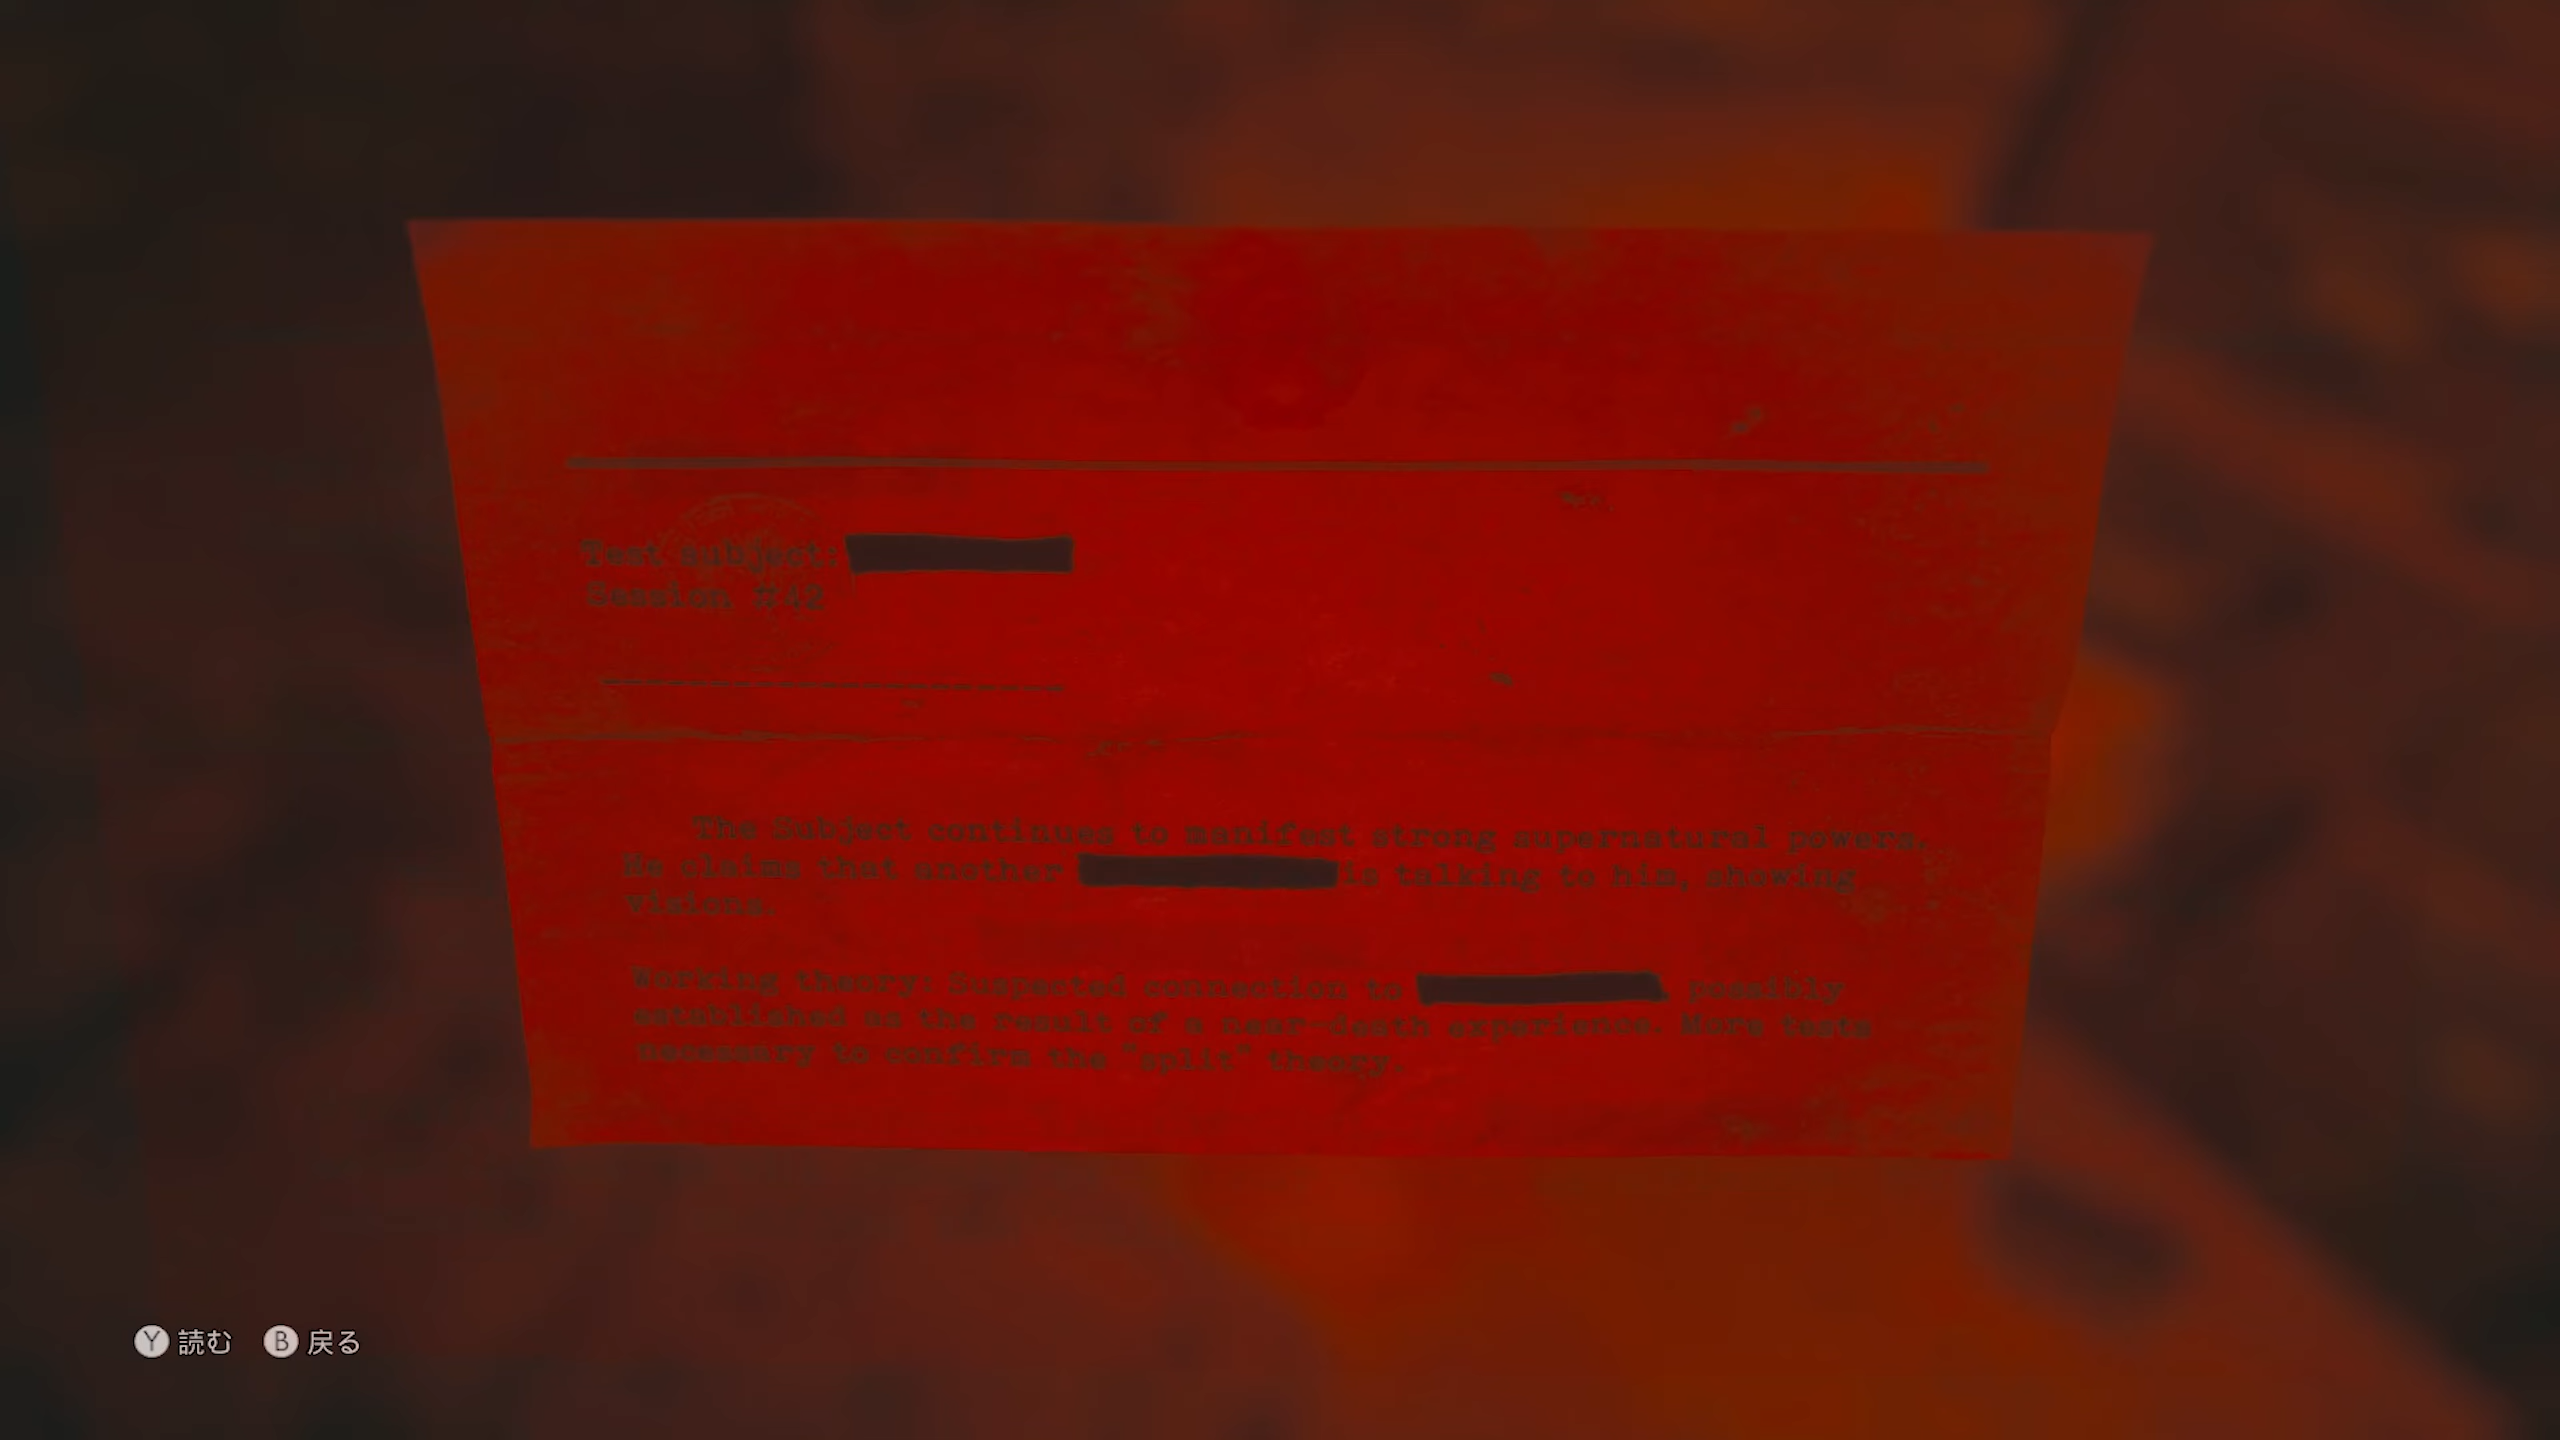 Test subject:
Session #42
The Subject continues to manifest strong supernatural powers.
He claims that another is talking to him, showing
visions.
Working theory: Suspected connection to possibly
established as the result of a near-death experience. More tests
necessary to confirm the "split" theory.
Y 読む B 戻る